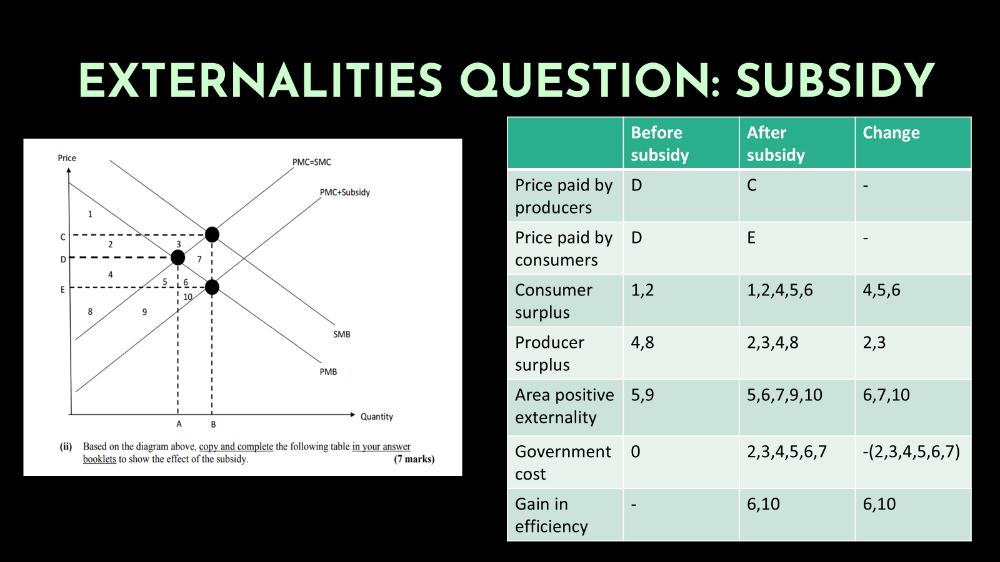 EXTERNALITIES QUESTION: SUBSIDY
Price
PMC=SMC
PMC+Subsidy
1
C
2
3
D
7
4
5
6
E
10
8
9
SMB
PMB
Quantity
A
B
(ii) Based on the diagram above, copy and complete the following table in your answer
booklets to show the effect of the subsidy. (7 marks)
Before
subsidy
After
subsidy
Change
Price paid by
producers
D
C
-
Price paid by
consumers
D
E
-
Consumer
surplus
1,2
1,2,4,5,6
4,5,6
Producer
surplus
4,8
2,3,4,8
2,3
Area positive
externality
5,9
5,6,7,9,10
6,7,10
Government
cost
0
2,3,4,5,6,7
-(2,3,4,5,6,7)
Gain in
efficiency
-
6,10
6,10